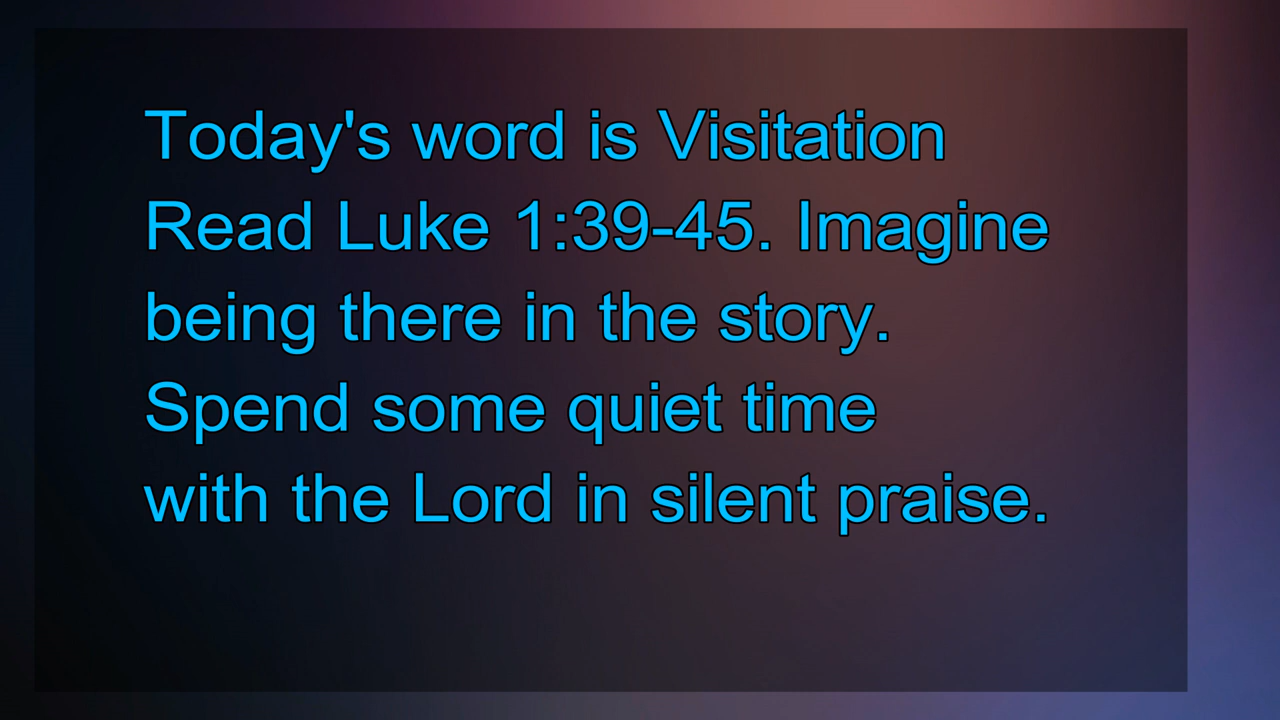 Today's word is Visitation
Read Luke 1:39-45. Imagine
being there in the story.
Spend some quiet time
with the Lord in silent praise.